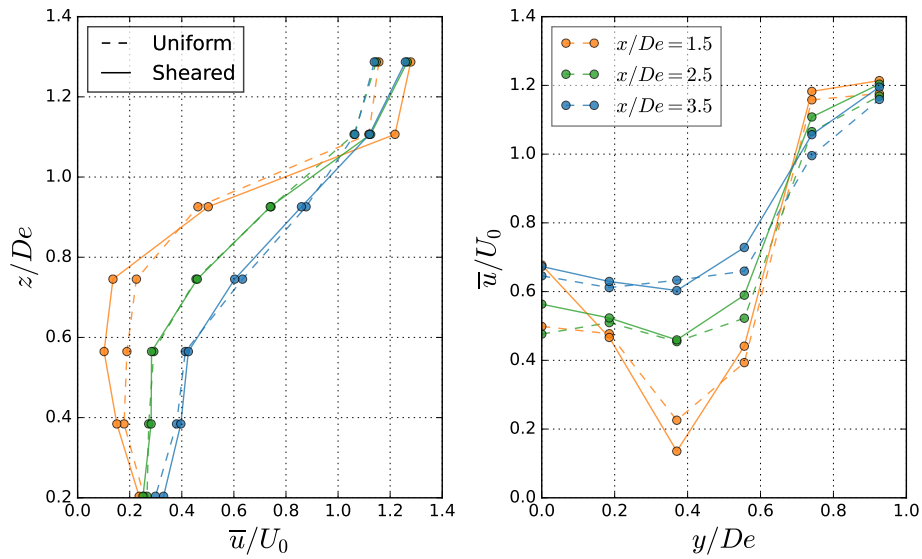 1.4
1.2
1.0
0.8
0.6
0.4
0.2
Uniform
Sheared
0.2 0.4 0.6 0.8 1.0 1.2 1.4
z/De
u̅/U₀
1.4
1.2
1.0
0.8
0.6
0.4
0.2
0.0
x/De = 1.5
x/De = 2.5
x/De = 3.5
0.0 0.2 0.4 0.6 0.8 1.0
u̅/U₀
y/De